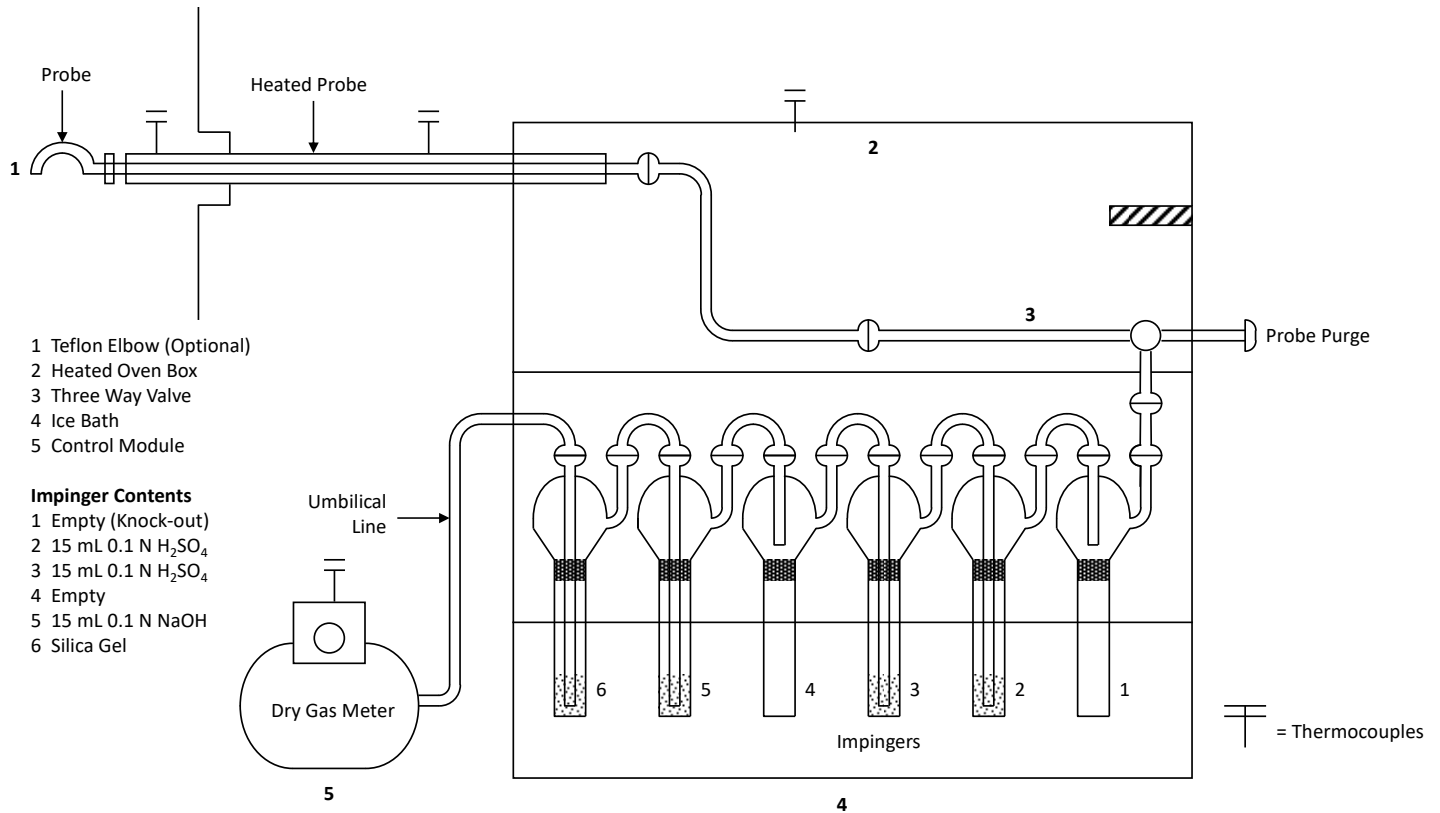 Probe
Heated Probe
1
2
3
Probe Purge
1 Teflon Elbow (Optional)
2 Heated Oven Box
3 Three Way Valve
4 Ice Bath
5 Control Module
Impinger Contents
1 Empty (Knock-out)
2 15 mL 0.1 N H₂SO₄
3 15 mL 0.1 N H₂SO₄
4 Empty
5 15 mL 0.1 N NaOH
6 Silica Gel
Umbilical
Line
Dry Gas Meter
5
6
5
4
3
2
1
Impingers
4
= Thermocouples